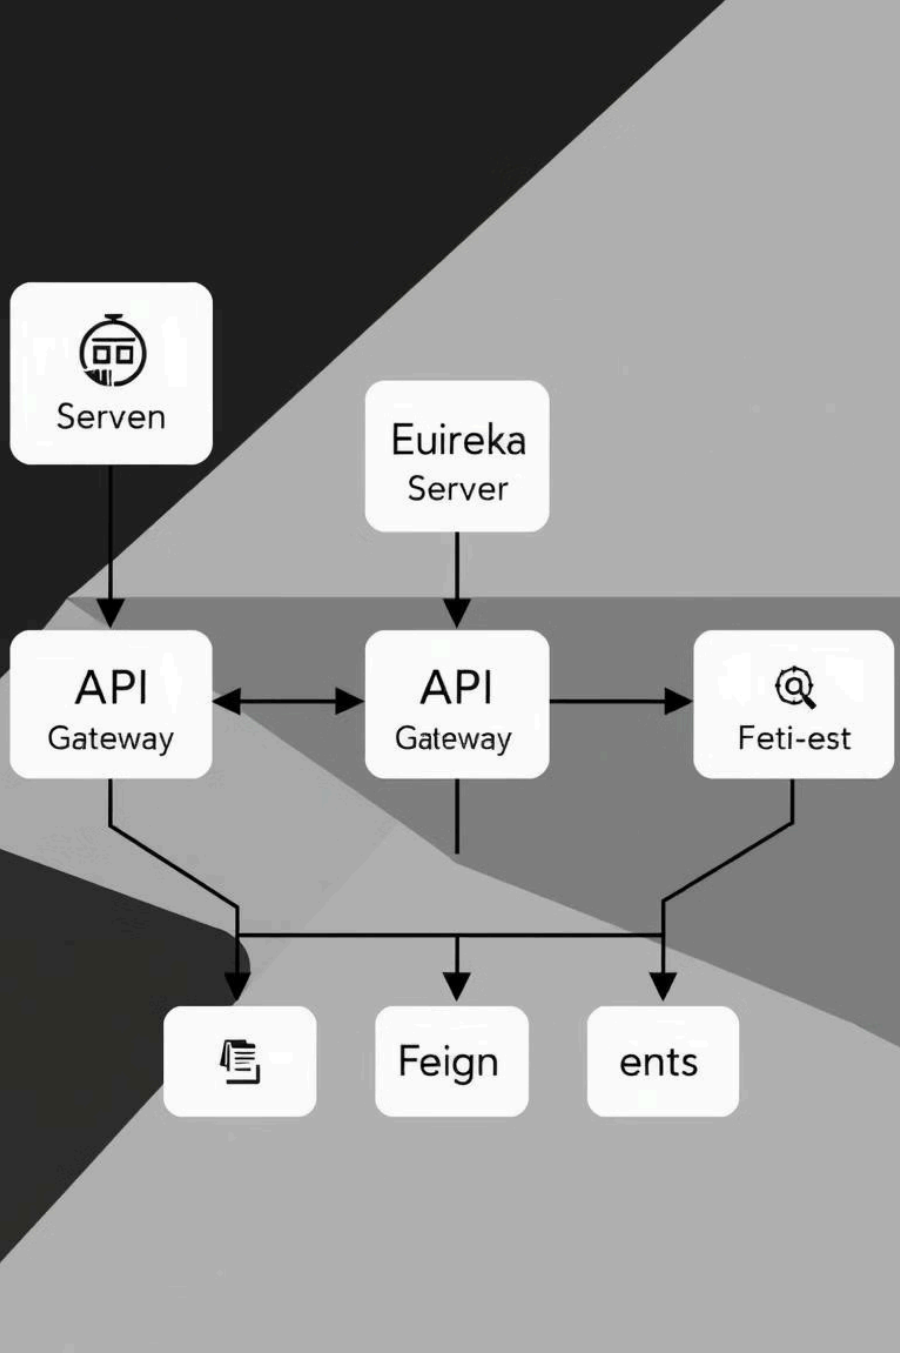 Serven
Euireka
Server
API
Gateway
API
Gateway
Feti-est
Feign
ents